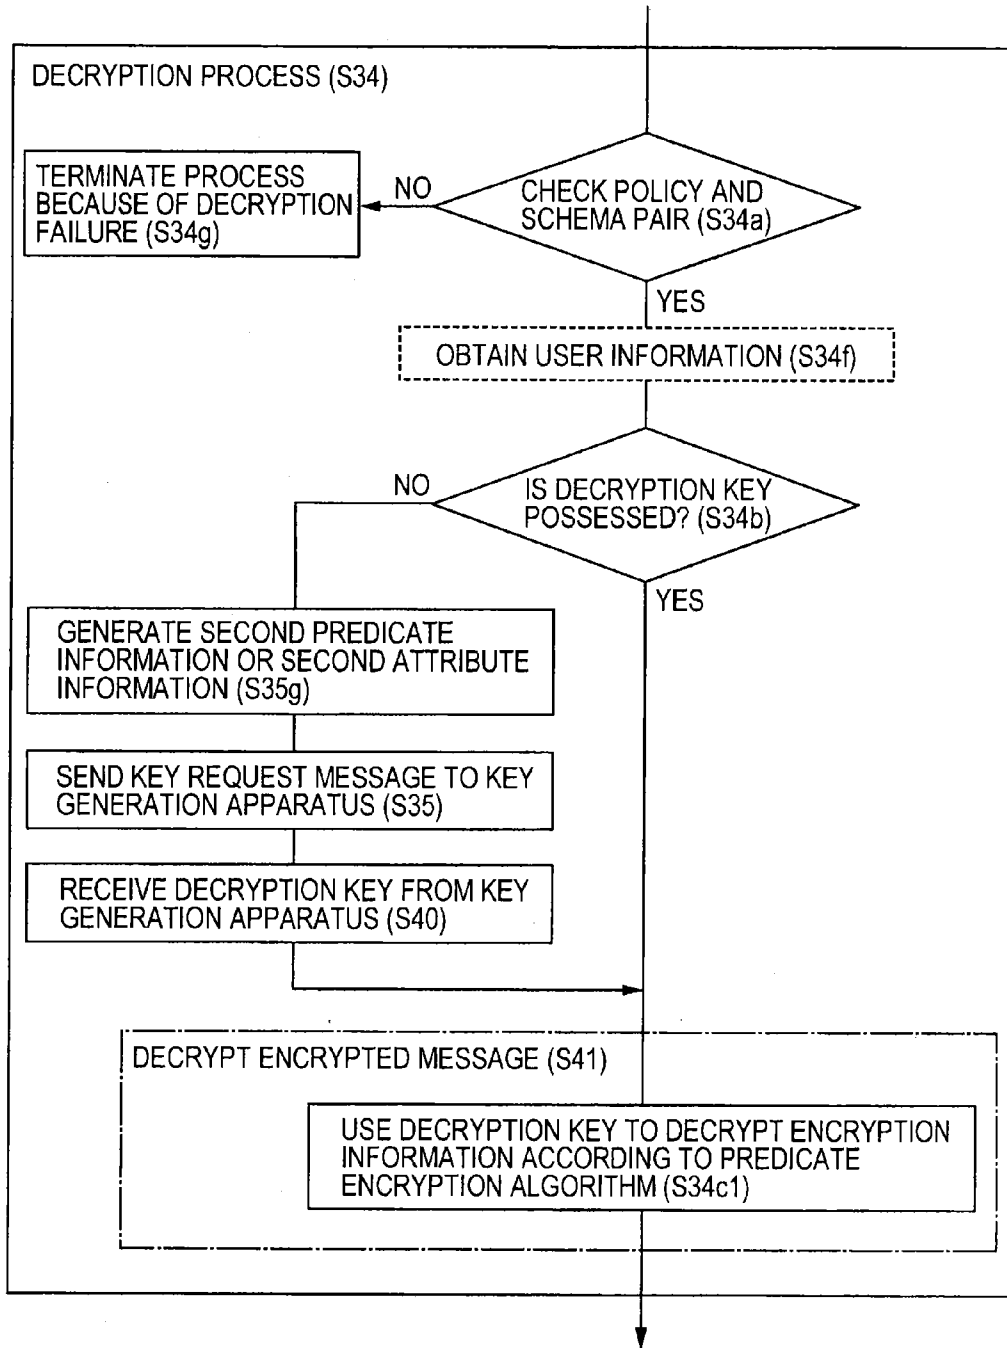 DECRYPTION PROCESS (S34)
TERMINATE PROCESS
BECAUSE OF DECRYPTION
FAILURE (S34g)
NO
CHECK POLICY AND
SCHEMA PAIR (S34a)
YES
OBTAIN USER INFORMATION (S34f)
NO
IS DECRYPTION KEY
POSSESSED? (S34b)
YES
GENERATE SECOND PREDICATE
INFORMATION OR SECOND ATTRIBUTE
INFORMATION (S35g)
SEND KEY REQUEST MESSAGE TO KEY
GENERATION APPARATUS (S35)
RECEIVE DECRYPTION KEY FROM KEY
GENERATION APPARATUS (S40)
DECRYPT ENCRYPTED MESSAGE (S41)
USE DECRYPTION KEY TO DECRYPT ENCRYPTION
INFORMATION ACCORDING TO PREDICATE
ENCRYPTION ALGORITHM (S34c1)